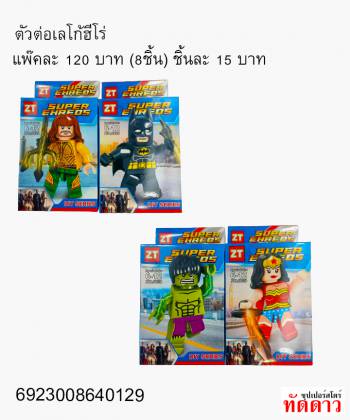 ตัวต่อเลโก้ฮีโร่
แพ๊คละ 120 บาท (8ชิ้น) ชิ้นละ 15 บาท
ZT
SUPER
EHREOS
DIY SERIES
ZT
SUPER
EHREOS
DIY SERIES
ZT
SUPER
EHREOS
DIY SERIES
ZT
SUPER
EHREOS
DIY SERIES
6923008640129
ซุปเปอร์สโตร์
ทัดดาว